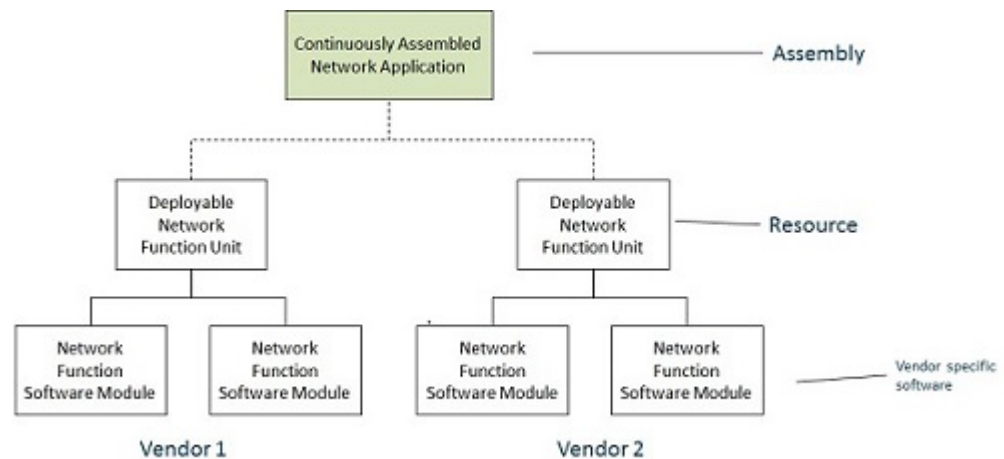 Continuously Assembled
Network Application
Assembly
Deployable
Network
Function Unit
Deployable
Network
Function Unit
Resource
Network
Function
Software Module
Network
Function
Software Module
Network
Function
Software Module
Network
Function
Software Module
Vendor specific
software
Vendor 1
Vendor 2